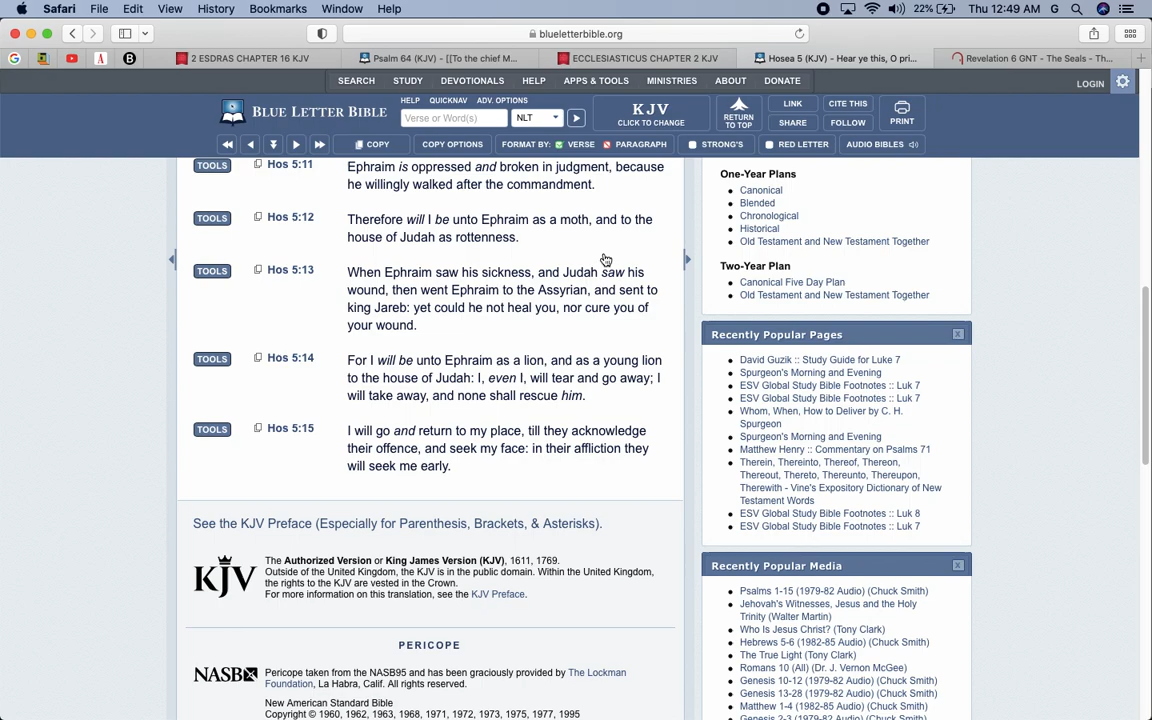 Safari File Edit View History Bookmarks Window Help 22% Thu 12:49 AM G
blueletterbible.org
2 ESDRAS CHAPTER 16 KJV
Psalm 64 (KJV) - [[To the chief M...
ECCLESIASTICUS CHAPTER 2 KJV
Hosea 5 (KJV) - Hear ye this, O pri...
Revelation 6 GNT - The Seals - Th...
SEARCH STUDY DEVOTIONALS HELP APPS & TOOLS MINISTRIES ABOUT DONATE LOGIN
BLUE LETTER BIBLE
HELP QUICKNAV ADV. OPTIONS
Verse or Word(s) NLT
KJV
CLICK TO CHANGE
RETURN
TO TOP
LINK CITE THIS
SHARE FOLLOW
PRINT
COPY COPY OPTIONS FORMAT BY: VERSE PARAGRAPH STRONG'S RED LETTER AUDIO BIBLES
TOOLS Hos 5:11 Ephraim is oppressed and broken in judgment, because
he willingly walked after the commandment.
TOOLS Hos 5:12 Therefore will I be unto Ephraim as a moth, and to the
house of Judah as rottenness.
TOOLS Hos 5:13 When Ephraim saw his sickness, and Judah saw his
wound, then went Ephraim to the Assyrian, and sent to
king Jareb: yet could he not heal you, nor cure you of
your wound.
TOOLS Hos 5:14 For I will be unto Ephraim as a lion, and as a young lion
to the house of Judah: I, even I, will tear and go away; I
will take away, and none shall rescue him.
TOOLS Hos 5:15 I will go and return to my place, till they acknowledge
their offence, and seek my face: in their affliction they
will seek me early.
See the KJV Preface (Especially for Parenthesis, Brackets, & Asterisks).
KJV
The Authorized Version or King James Version (KJV), 1611, 1769.
Outside of the United Kingdom, the KJV is in the public domain. Within the United Kingdom,
the rights to the KJV are vested in the Crown.
For more information on this translation, see the KJV Preface.
PERICOPE
NASB
Pericope taken from the NASB95 and has been graciously provided by The Lockman
Foundation, La Habra, Calif. All rights reserved.
New American Standard Bible
Copyright © 1960, 1962, 1963, 1968, 1971, 1972, 1973, 1975, 1977, 1995
One-Year Plans
Canonical
Blended
Chronological
Historical
Old Testament and New Testament Together
Two-Year Plan
Canonical Five Day Plan
Old Testament and New Testament Together
Recently Popular Pages
David Guzik :: Study Guide for Luke 7
Spurgeon's Morning and Evening
ESV Global Study Bible Footnotes :: Luk 7
ESV Global Study Bible Footnotes :: Luk 7
Whom, When, How to Deliver by C. H.
Spurgeon
Spurgeon's Morning and Evening
Matthew Henry :: Commentary on Psalms 71
Therein, Thereinto, Thereof, Thereon,
Thereout, Thereto, Thereunto, Thereupon,
Therewith - Vine's Expository Dictionary of New
Testament Words
ESV Global Study Bible Footnotes :: Luk 8
ESV Global Study Bible Footnotes :: Luk 7
Recently Popular Media
Psalms 1-15 (1979-82 Audio) (Chuck Smith)
Jehovah's Witnesses, Jesus and the Holy
Trinity (Walter Martin)
Who Is Jesus Christ? (Tony Clark)
Hebrews 5-6 (1982-85 Audio) (Chuck Smith)
The True Light (Tony Clark)
Romans 10 (All) (Dr. J. Vernon McGee)
Genesis 10-12 (1979-82 Audio) (Chuck Smith)
Genesis 13-28 (1979-82 Audio) (Chuck Smith)
Matthew 1-4 (1982-85 Audio) (Chuck Smith)
Genesis 2-3 (1979-82 Audio) (Chuck Smith)